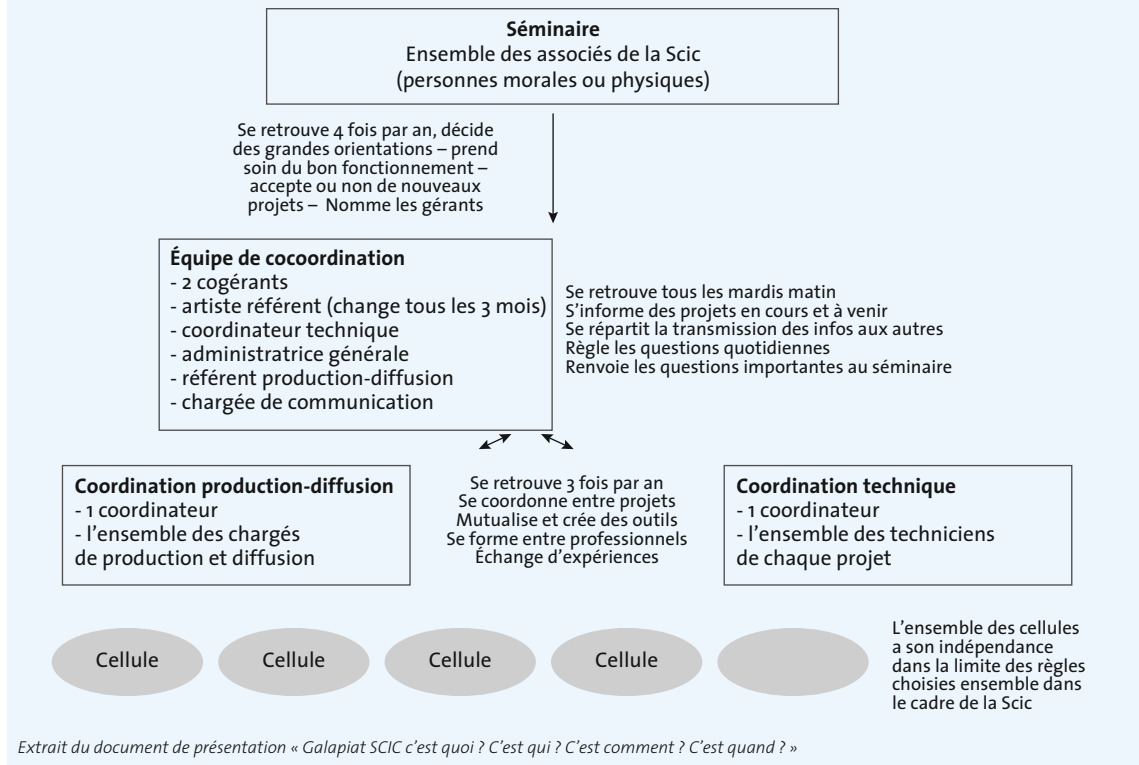 Séminaire
Ensemble des associés de la Scic
(personnes morales ou physiques)
Se retrouve 4 fois par an, décide
des grandes orientations – prend
soin du bon fonctionnement –
accepte ou non de nouveaux
projets – Nomme les gérants
Équipe de cocoordination
- 2 cogérants
- artiste référent (change tous les 3 mois)
- coordinateur technique
- administratrice générale
- référent production-diffusion
- chargée de communication
Se retrouve tous les mardis matin
S'informe des projets en cours et à venir
Se répartit la transmission des infos aux autres
Règle les questions quotidiennes
Renvoie les questions importantes au séminaire
Coordination production-diffusion
- 1 coordinateur
- l'ensemble des chargés
de production et diffusion
Se retrouve 3 fois par an
Se coordonne entre projets
Mutualise et crée des outils
Se forme entre professionnels
Échange d'expériences
Coordination technique
- 1 coordinateur
- l'ensemble des techniciens
de chaque projet
Cellule
Cellule
Cellule
Cellule
L'ensemble des cellules
a son indépendance
dans la limite des règles
choisies ensemble dans
le cadre de la Scic
Extrait du document de présentation « Galapiat SCIC c'est quoi ? C'est qui ? C'est comment ? C'est quand ? »